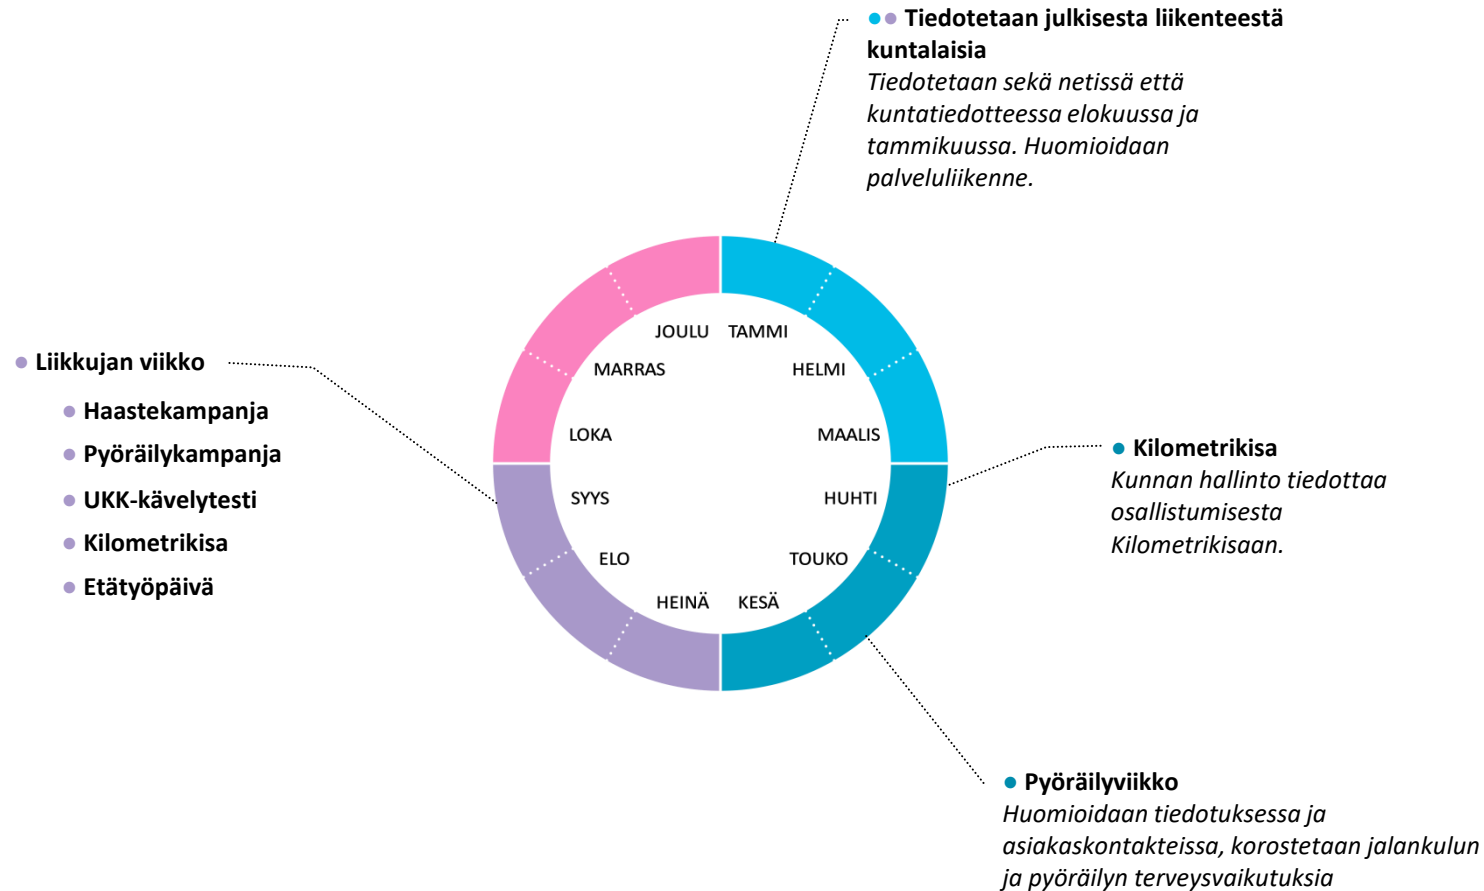 Tiedotetaan julkisesta liikenteestä
kuntalaisia
Tiedotetaan sekä netissä että
kuntatiedotteessa elokuussa ja
tammikuussa. Huomioidaan
palveluliikenne.
JOULU
TAMMI
MARRAS
HELMI
LOKA
MAALIS
SYYS
HUHTI
ELO
TOUKO
HEINÄ
KESÄ
Liikkujan viikko
Haastekampanja
Pyöräilykampanja
UKK-kävelytesti
Kilometrikisa
Etätyöpäivä
Kilometrikisa
Kunnan hallinto tiedottaa
osallistumisesta
Kilometrikisaan.
Pyöräilyviikko
Huomioidaan tiedotuksessa ja
asiakaskontakteissa, korostetaan jalankulun
ja pyöräilyn terveysvaikutuksia